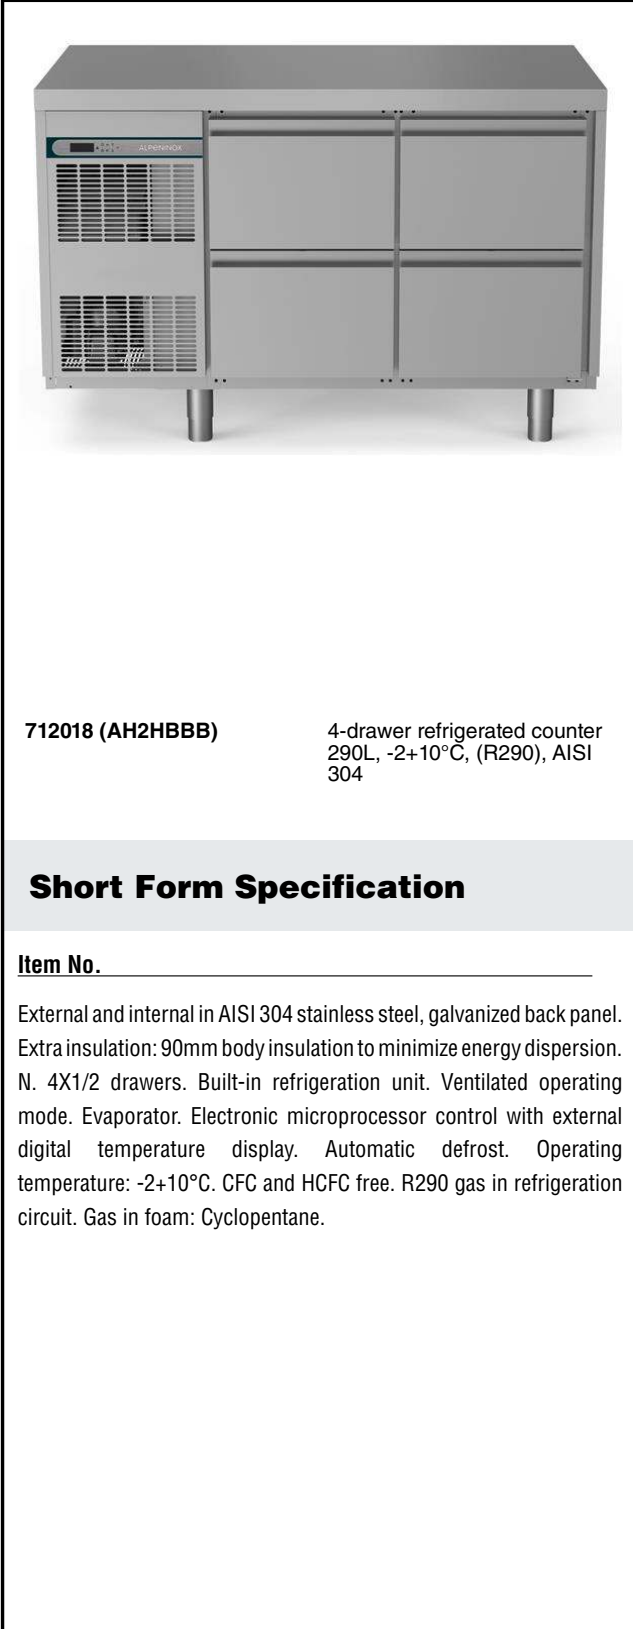 ALPENINOX
712018 (AH2HBBB)
4-drawer refrigerated counter
290L, -2+10°C, (R290), AISI
304
Short Form Specification
Item No.
External and internal in AISI 304 stainless steel, galvanized back panel.
Extra insulation: 90mm body insulation to minimize energy dispersion.
N. 4X1/2 drawers. Built-in refrigeration unit. Ventilated operating
mode. Evaporator. Electronic microprocessor control with external
digital temperature display. Automatic defrost. Operating
temperature: -2+10°C. CFC and HCFC free. R290 gas in refrigeration
circuit. Gas in foam: Cyclopentane.